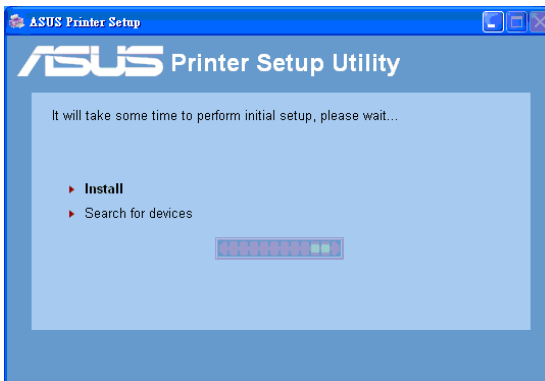 ASUS Printer Setup
ASUS Printer Setup Utility
It will take some time to perform initial setup, please wait...
Install
Search for devices